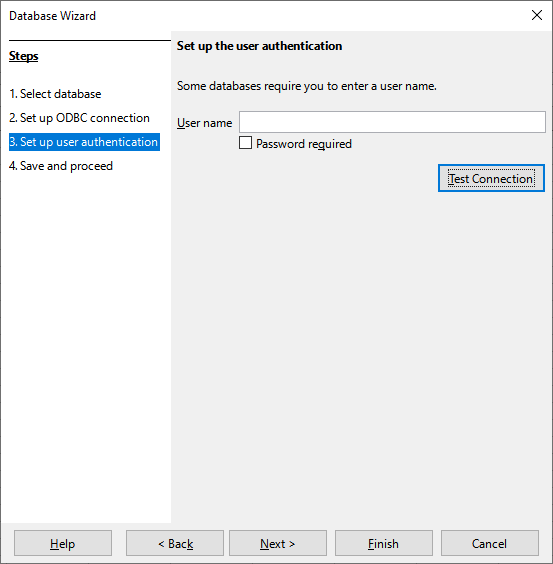 Database Wizard
Steps
1. Select database
2. Set up ODBC connection
3. Set up user authentication
4. Save and proceed
Set up the user authentication
Some databases require you to enter a user name.
User name
Password required
Test Connection
Help
< Back
Next >
Finish
Cancel